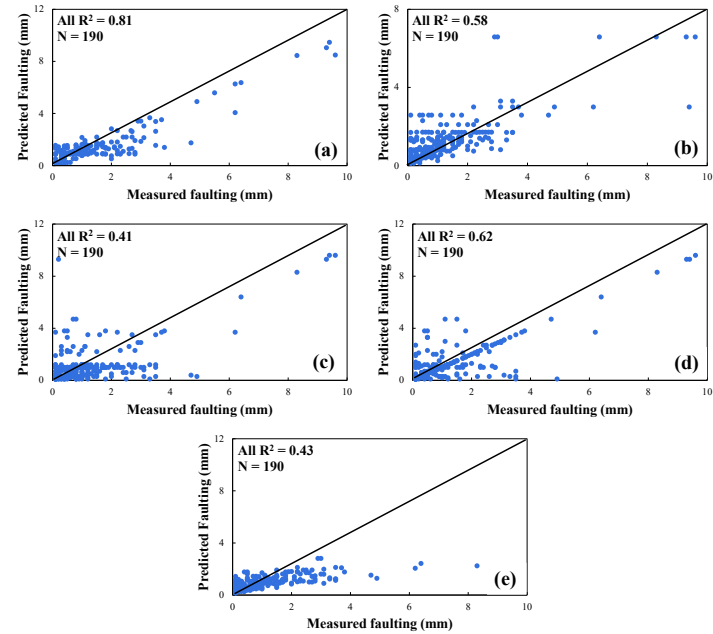 All R² = 0.81
N = 190
Predicted Faulting (mm)
12
8
4
0
0 2 4 6 8 10
Measured faulting (mm)
(a)
All R² = 0.58
N = 190
Predicted Faulting (mm)
8
4
0
0 2 4 6 8 10
Measured faulting (mm)
(b)
All R² = 0.41
N = 190
Predicted Faulting (mm)
12
8
4
0
0 2 4 6 8 10
Measured faulting (mm)
(c)
All R² = 0.62
N = 190
Predicted Faulting (mm)
12
8
4
0
0 2 4 6 8 10
Measured faulting (mm)
(d)
All R² = 0.43
N = 190
Predicted Faulting (mm)
12
8
4
0
0 2 4 6 8 10
Measured faulting (mm)
(e)